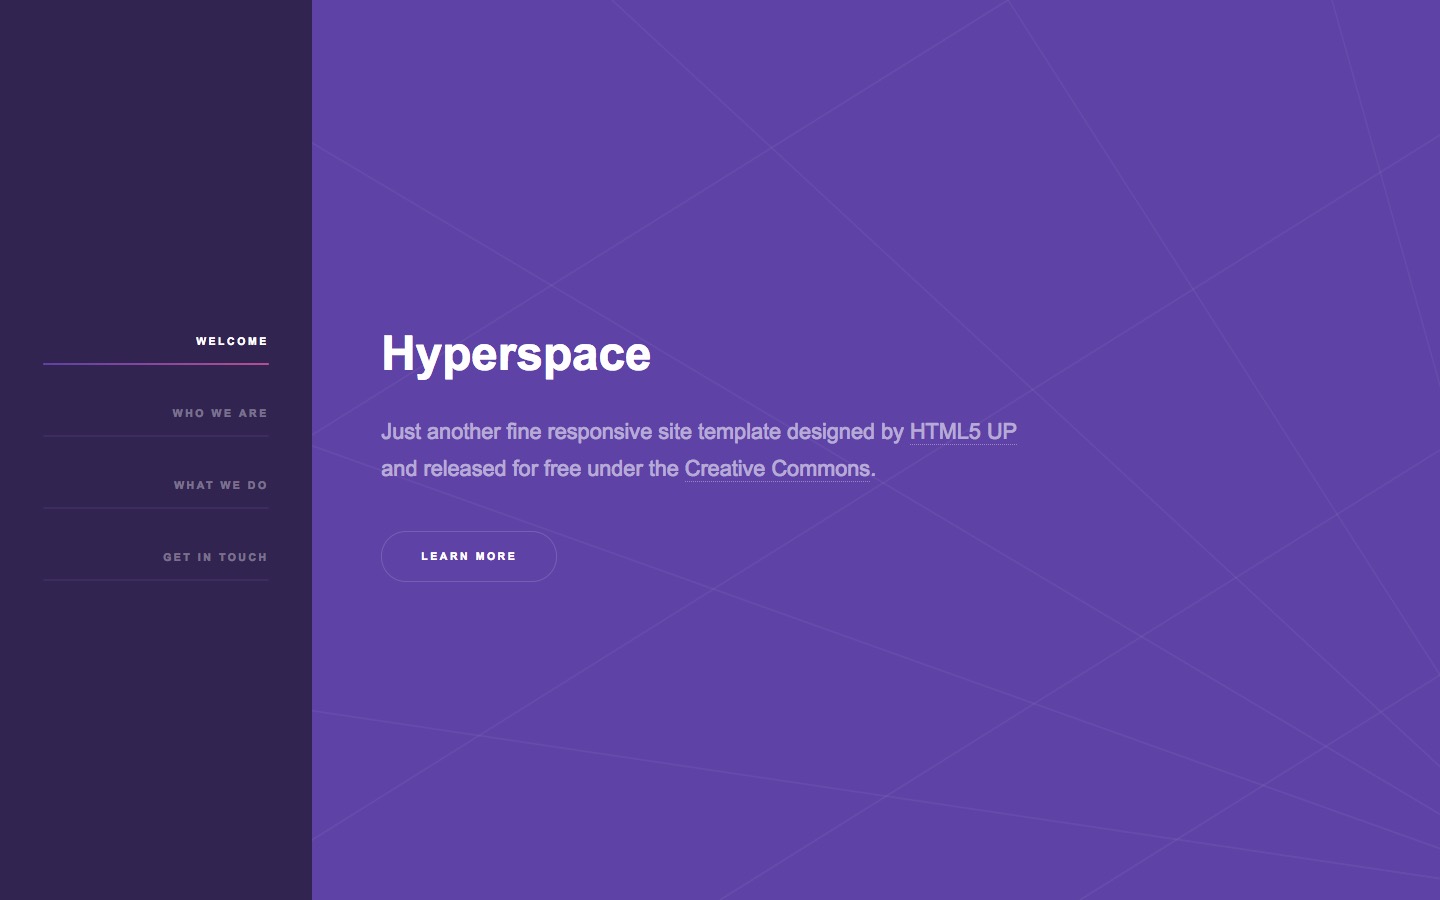 WELCOME
WHO WE ARE
WHAT WE DO
GET IN TOUCH
Hyperspace
Just another fine responsive site template designed by HTML5 UP
and released for free under the Creative Commons.
LEARN MORE